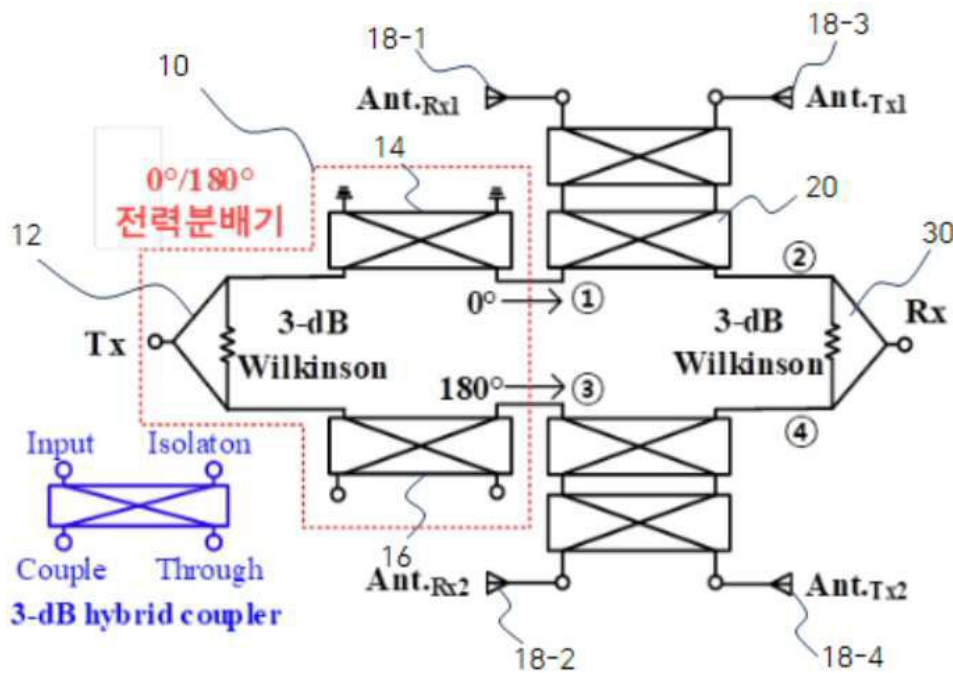 18-1
18-3
10
Ant.Rx1
Ant.Tx1
14
0°/180°
전력분배기
20
12
②
30
0°
①
3-dB
3-dB
Rx
Tx
Wilkinson
Wilkinson
180°
③
④
Input
Isolaton
Couple
Through
16
Ant.Rx2
Ant.Tx2
3-dB hybrid coupler
18-2
18-4